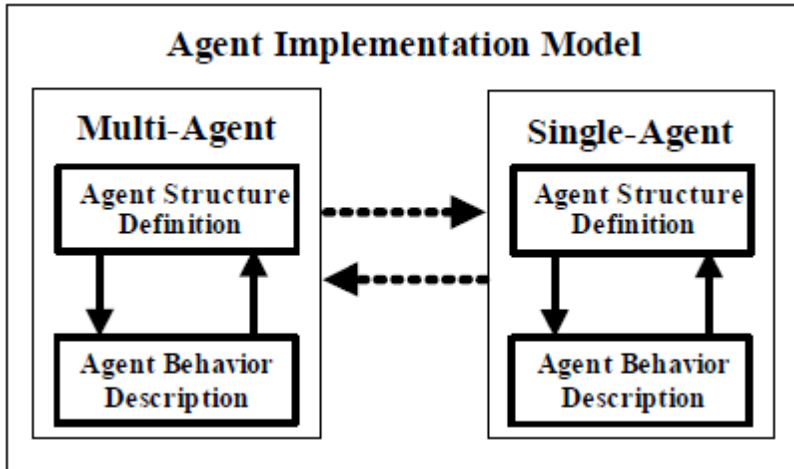 Agent Implementation Model
Multi-Agent
Agent Structure
Definition
Agent Behavior
Description
Single-Agent
Agent Structure
Definition
Agent Behavior
Description